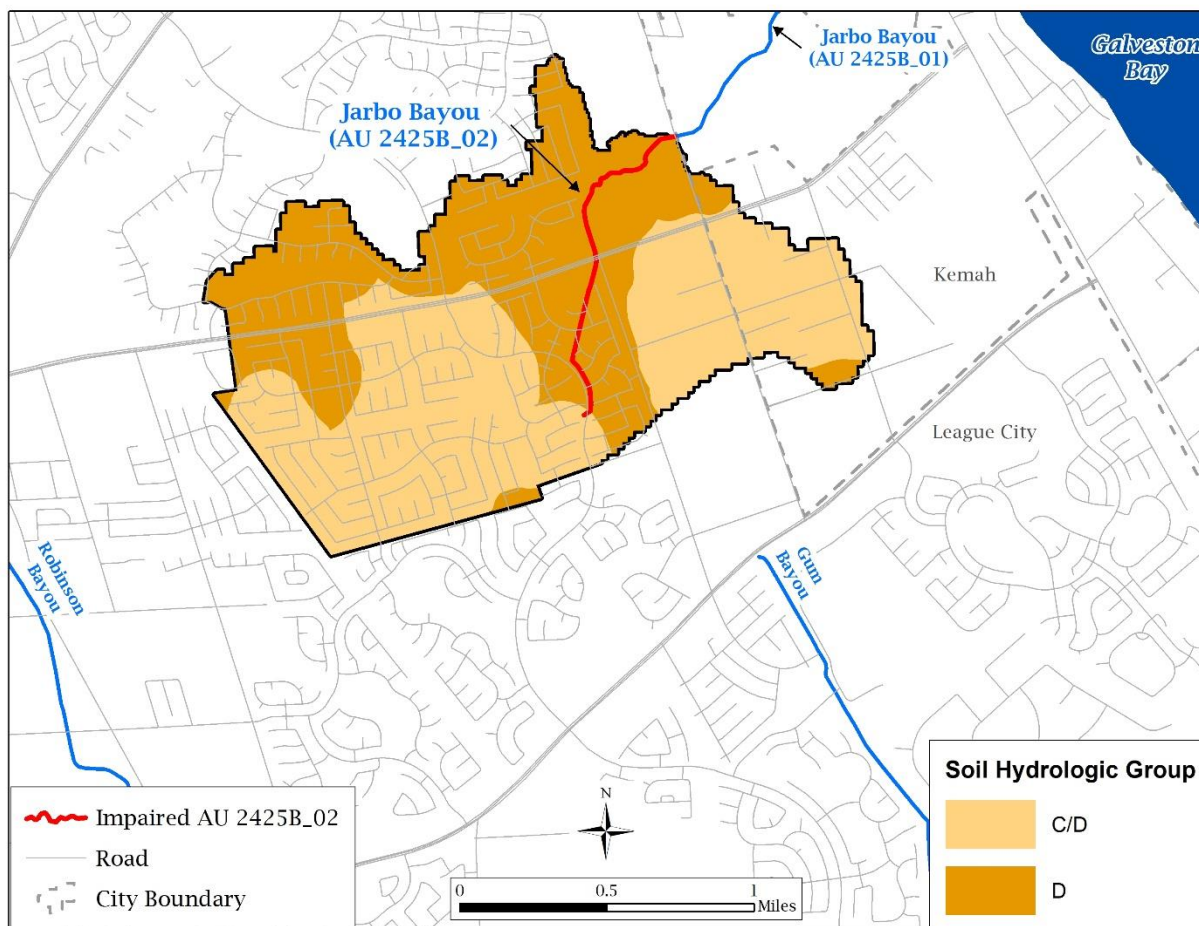 Jarbo Bayou
(AU 2425B_01)
Galveston
Bay
Jarbo Bayou
(AU 2425B_02)
Kemah
League City
Robinson
Bayou
Gum
Bayou
Impaired AU 2425B_02
Road
City Boundary
N
0 0.5 1
Miles
Soil Hydrologic Group
C/D
D